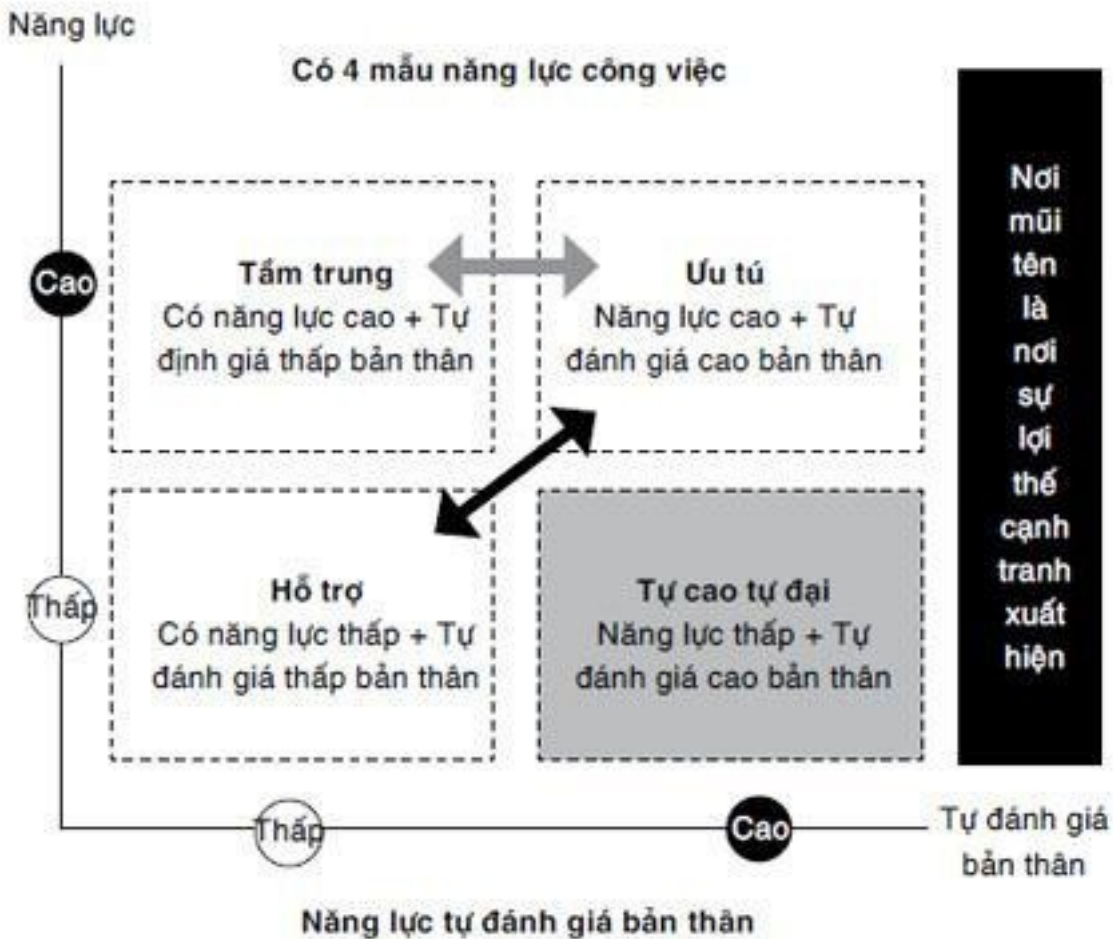 Năng lực
Có 4 mẫu năng lực công việc
Cao
Tầm trung
Có năng lực cao + Tự
định giá thấp bản thân
Ưu tú
Năng lực cao + Tự
đánh giá cao bản thân
Thấp
Hỗ trợ
Có năng lực thấp + Tự
đánh giá thấp bản thân
Tự cao tự đại
Năng lực thấp + Tự
đánh giá cao bản thân
Nơi
mũi
tên
là
nơi
sự
lợi
thế
cạnh
tranh
xuất
hiện
Thấp
Cao
Tự đánh giá
bản thân
Năng lực tự đánh giá bản thân